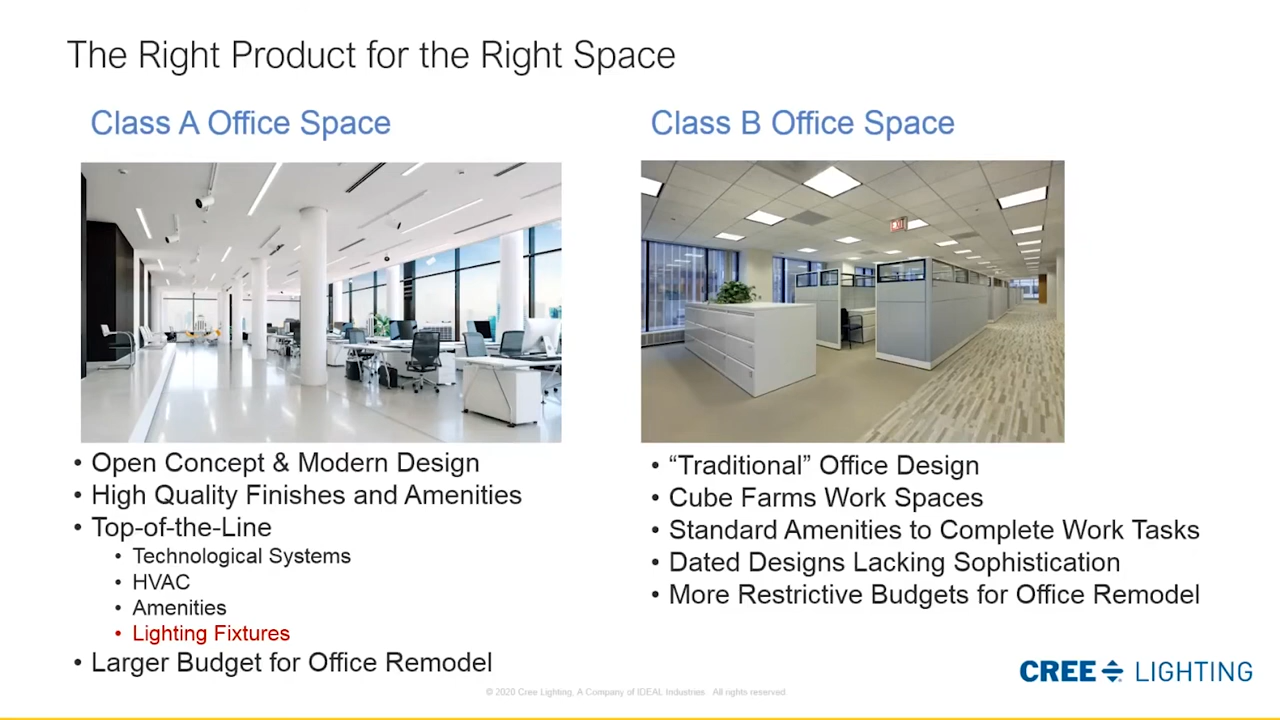 The Right Product for the Right Space
Class A Office Space
• Open Concept & Modern Design
• High Quality Finishes and Amenities
• Top-of-the-Line
• Technological Systems
• HVAC
• Amenities
• Lighting Fixtures
• Larger Budget for Office Remodel
Class B Office Space
EXIT
• “Traditional” Office Design
• Cube Farms Work Spaces
• Standard Amenities to Complete Work Tasks
• Dated Designs Lacking Sophistication
• More Restrictive Budgets for Office Remodel
© 2020 Cree Lighting, A Company of IDEAL Industries. All rights reserved
CREE LIGHTING